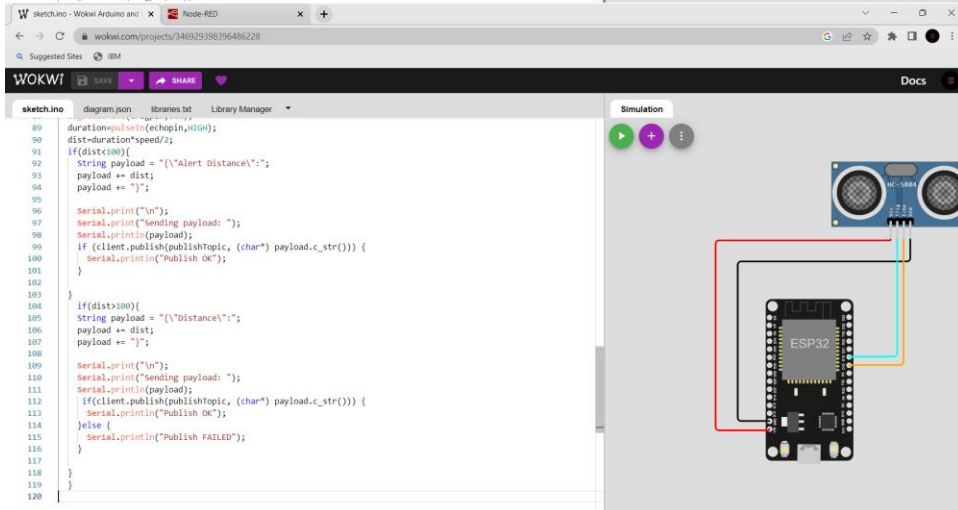 sketch.ino - Wokwi Arduino and
Node-RED
wokwi.com/projects/346929398396486228
Suggested Sites
IBM
WOKWI
SAVE
SHARE
Docs
sketch.ino
diagram.json
libraries.txt
Library Manager
Simulation
89 duration=pulseIn(echopin,HIGH);
90 dist=duration*speed/2;
91 if(dist<100){
92 String payload = "{\"Alert Distance\":";
93 payload += dist;
94 payload += "}";
95
96 Serial.print("\n");
97 Serial.print("Sending payload: ");
98 Serial.println(payload);
99 if (client.publish(publishTopic, (char*) payload.c_str())) {
100 Serial.println("Publish OK");
101 }
102
103 }
104 if(dist>100){
105 String payload = "{\"Distance\":";
106 payload += dist;
107 payload += "}";
108
109 Serial.print("\n");
110 Serial.print("Sending payload: ");
111 Serial.println(payload);
112 if(client.publish(publishTopic, (char*) payload.c_str())) {
113 Serial.println("Publish OK");
114 }else {
115 Serial.println("Publish FAILED");
116 }
117
118 }
119 }
120
HC-SR04
ESP32